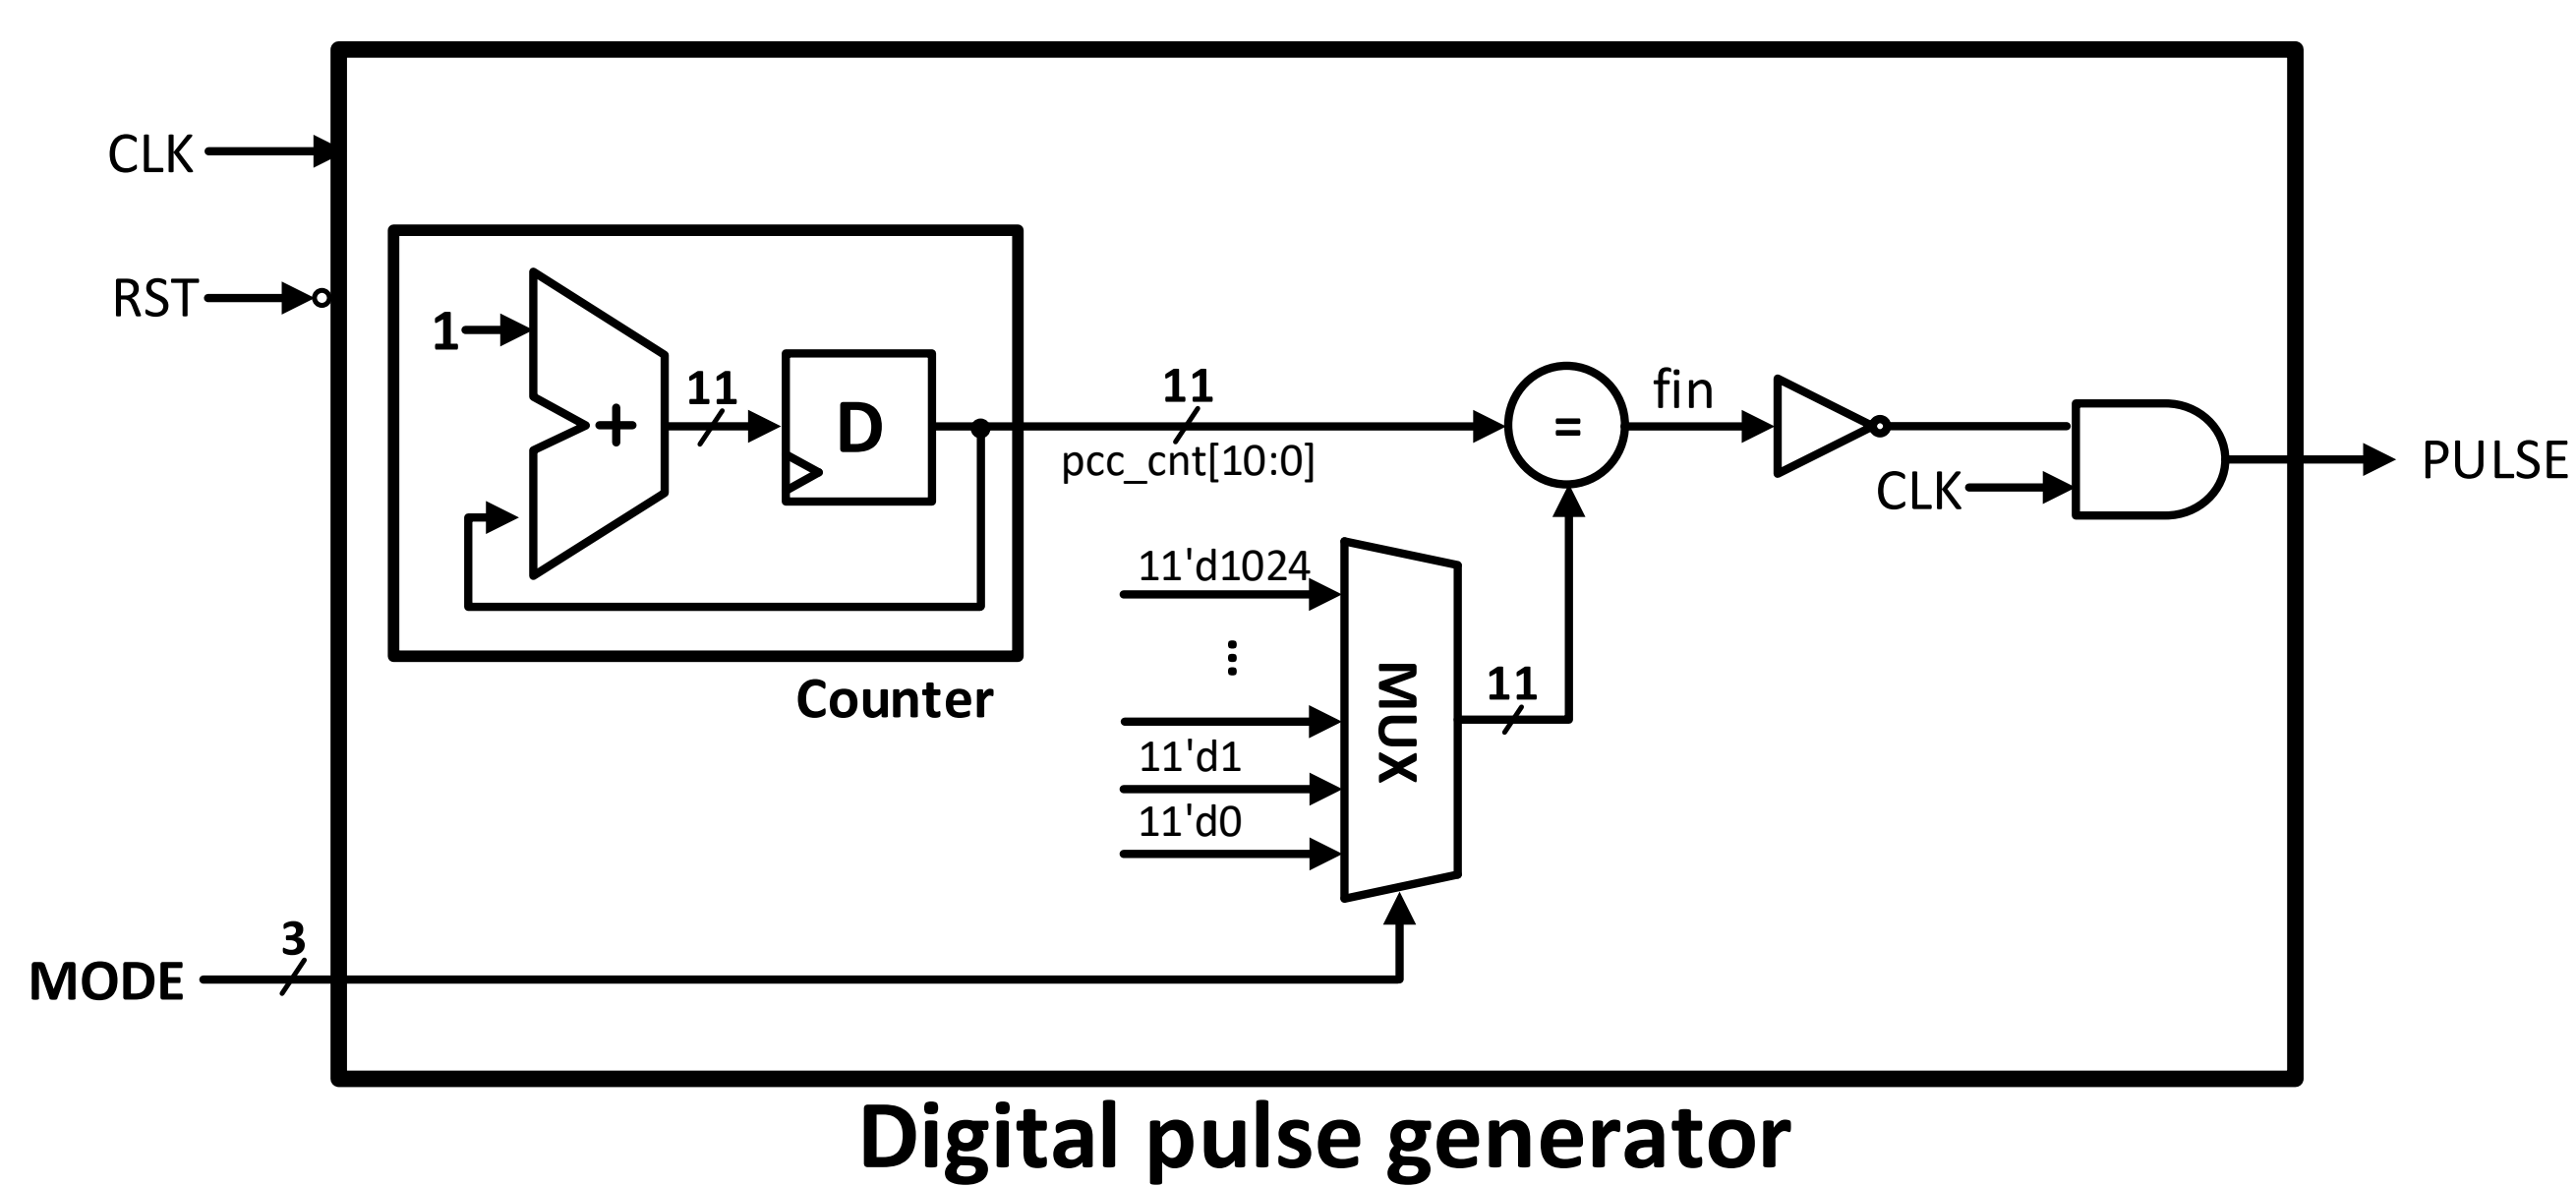 CLK
RST
1
+
11
D
11
pcc_cnt[10:0]
=
fin
CLK
PULSE
Counter
11'd1024
11'd1
11'd0
MUX
11
3
MODE
Digital pulse generator